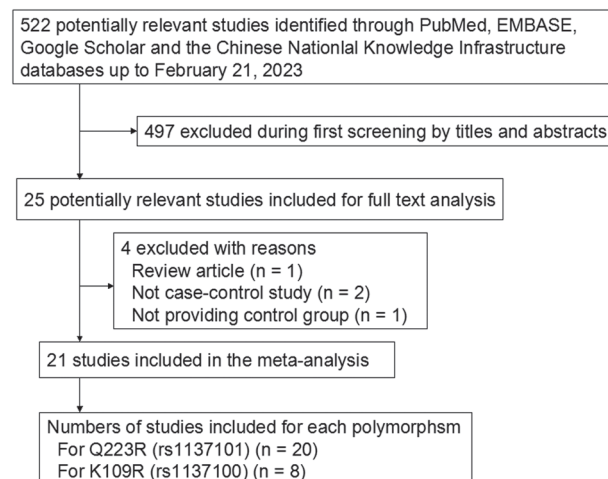 522 potentially relevant studies identified through PubMed, EMBASE,
Google Scholar and the Chinese Nationlal Knowledge Infrastructure
databases up to February 21, 2023
497 excluded during first screening by titles and abstracts
25 potentially relevant studies included for full text analysis
4 excluded with reasons
Review article (n = 1)
Not case-control study (n = 2)
Not providing control group (n = 1)
21 studies included in the meta-analysis
Numbers of studies included for each polymorphsm
For Q223R (rs1137101) (n = 20)
For K109R (rs1137100) (n = 8)